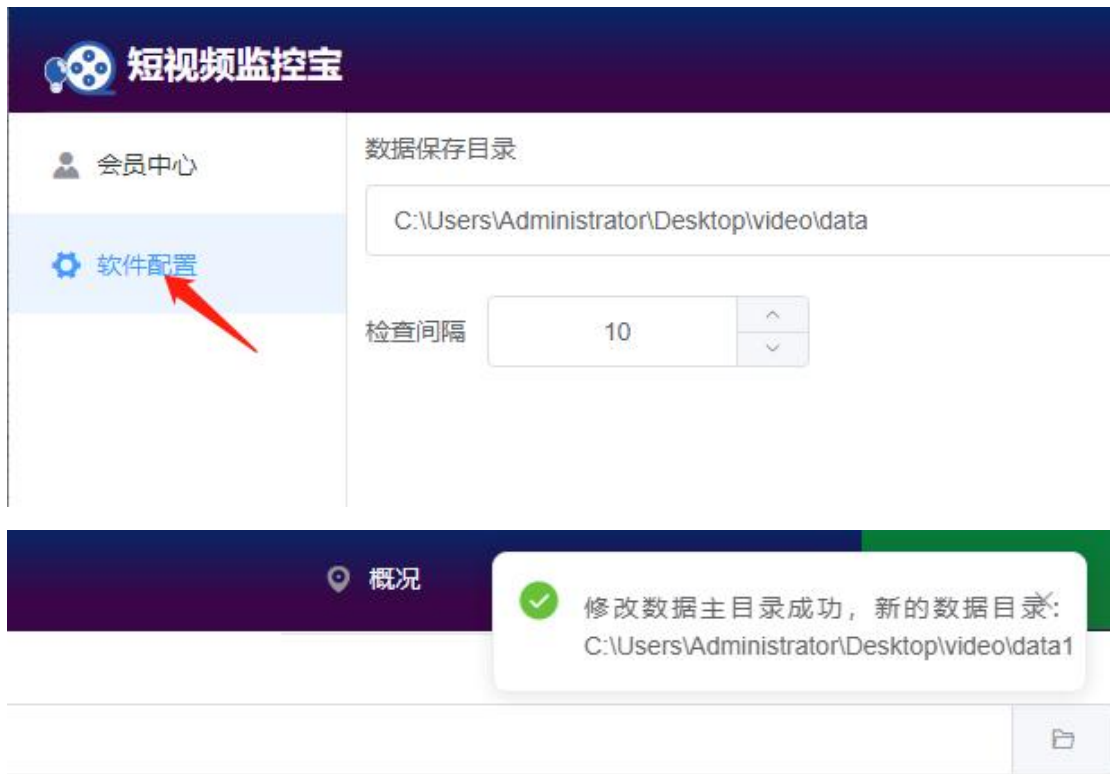 短视频监控宝
会员中心
数据保存目录
C:\Users\Administrator\Desktop\video\data
软件配置
检查间隔
10
概况
修改数据主目录成功，新的数据目录：
C:\Users\Administrator\Desktop\video\data1